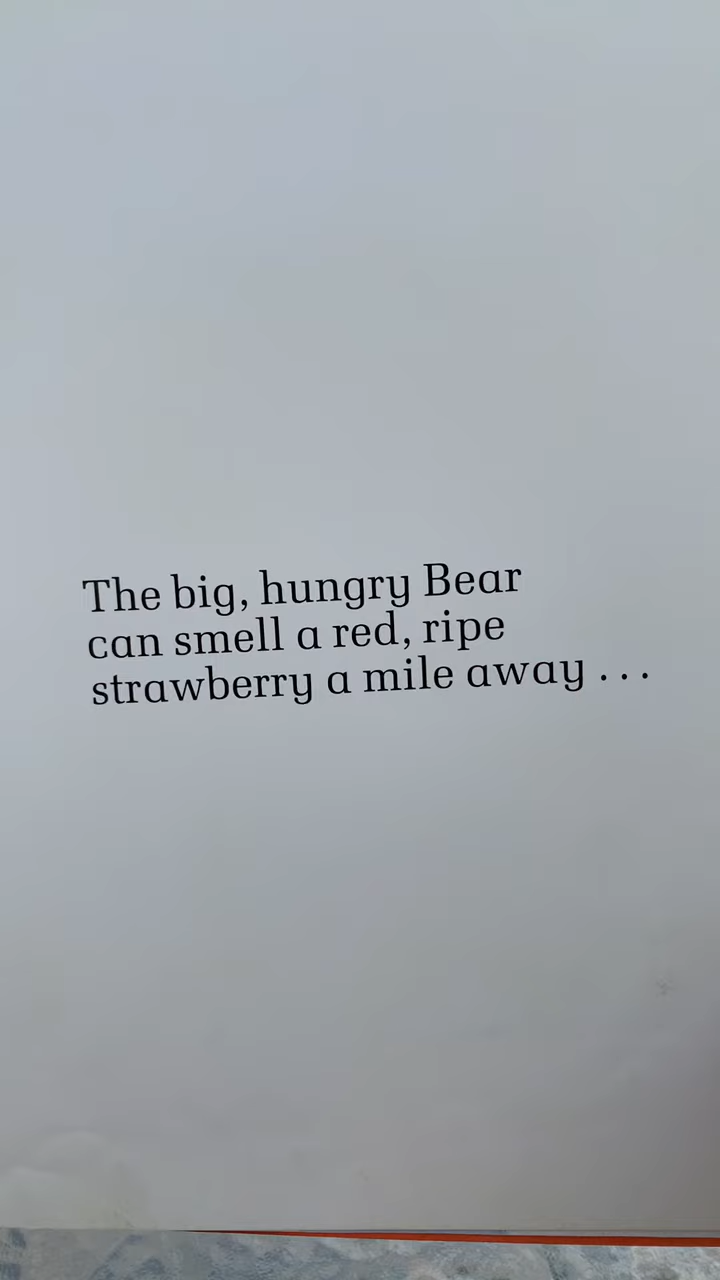 The big, hungry Bear
can smell a red, ripe
strawberry a mile away . . .